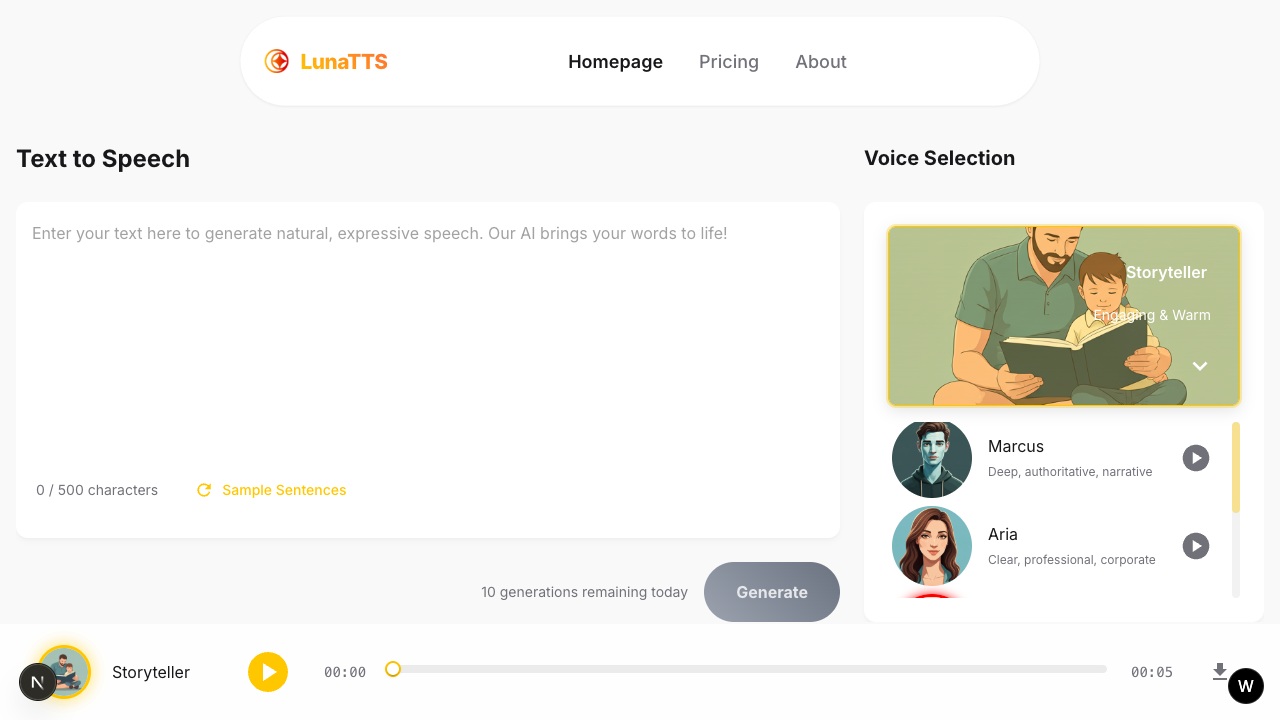 LunaTTS
Homepage
Pricing
About
Text to Speech
Voice Selection
Enter your text here to generate natural, expressive speech. Our AI brings your words to life!
0 / 500 characters
Sample Sentences
10 generations remaining today
Generate
Storyteller
Engaging & Warm
Marcus
Deep, authoritative, narrative
Aria
Clear, professional, corporate
N
Storyteller
00:00
00:05
W